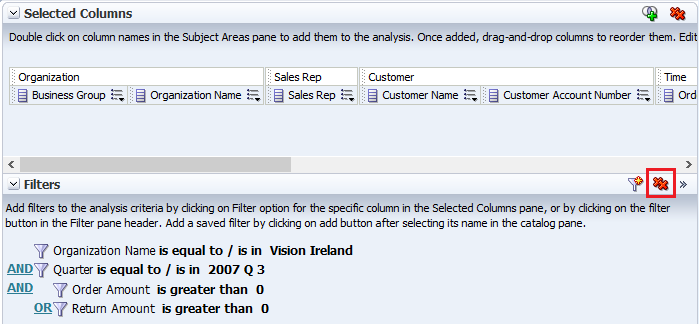 Selected Columns
Double click on column names in the Subject Areas pane to add them to the analysis. Once added, drag-and-drop columns to reorder them. Edit
Organization Sales Rep Customer Time
Business Group Organization Name Sales Rep Customer Name Customer Account Number Ord
Filters »
Add filters to the analysis criteria by clicking on Filter option for the specific column in the Selected Columns pane, or by clicking on the filter
button in the Filter pane header. Add a saved filter by clicking on add button after selecting its name in the catalog pane.
Organization Name is equal to / is in Vision Ireland
AND Quarter is equal to / is in 2007 Q 3
AND Order Amount is greater than 0
OR Return Amount is greater than 0